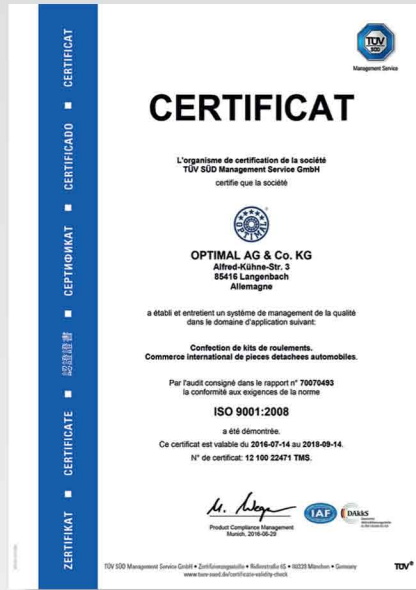 TÜV
SÜD
Management Service
CERTIFICAT
L'organisme de certification de la société
TÜV SÜD Management Service GmbH
certifie que la société
OPTIMAL
OPTIMAL AG & Co. KG
Alfred-Kühne-Str. 3
85416 Langenbach
Allemagne
a établi et entretient un système de management de la qualité
dans le domaine d'application suivant:
Confection de kits de roulements.
Commerce international de pieces detachees automobiles.
Par l'audit consigné dans le rapport n° 70070493
la conformité aux exigences de la norme
ISO 9001:2008
a été démontrée.
Ce certificat est valable du 2016-07-14 au 2018-09-14.
N° de certificat: 12 100 22471 TMS.
Product Compliance Management
Munich, 2016-06-29
IAF
DAkkS
TÜV SÜD Management Service GmbH • Zertifizierungsstelle • Ridlerstraße 65 • 80339 München • Germany
www.tuev-sued.de/certificate-validity-check
TÜV®
ZERTIFIKAT ■ CERTIFICATE ■ 認證證書 ■ СЕРТИФИКАТ ■ CERTIFICADO ■ CERTIFICAT